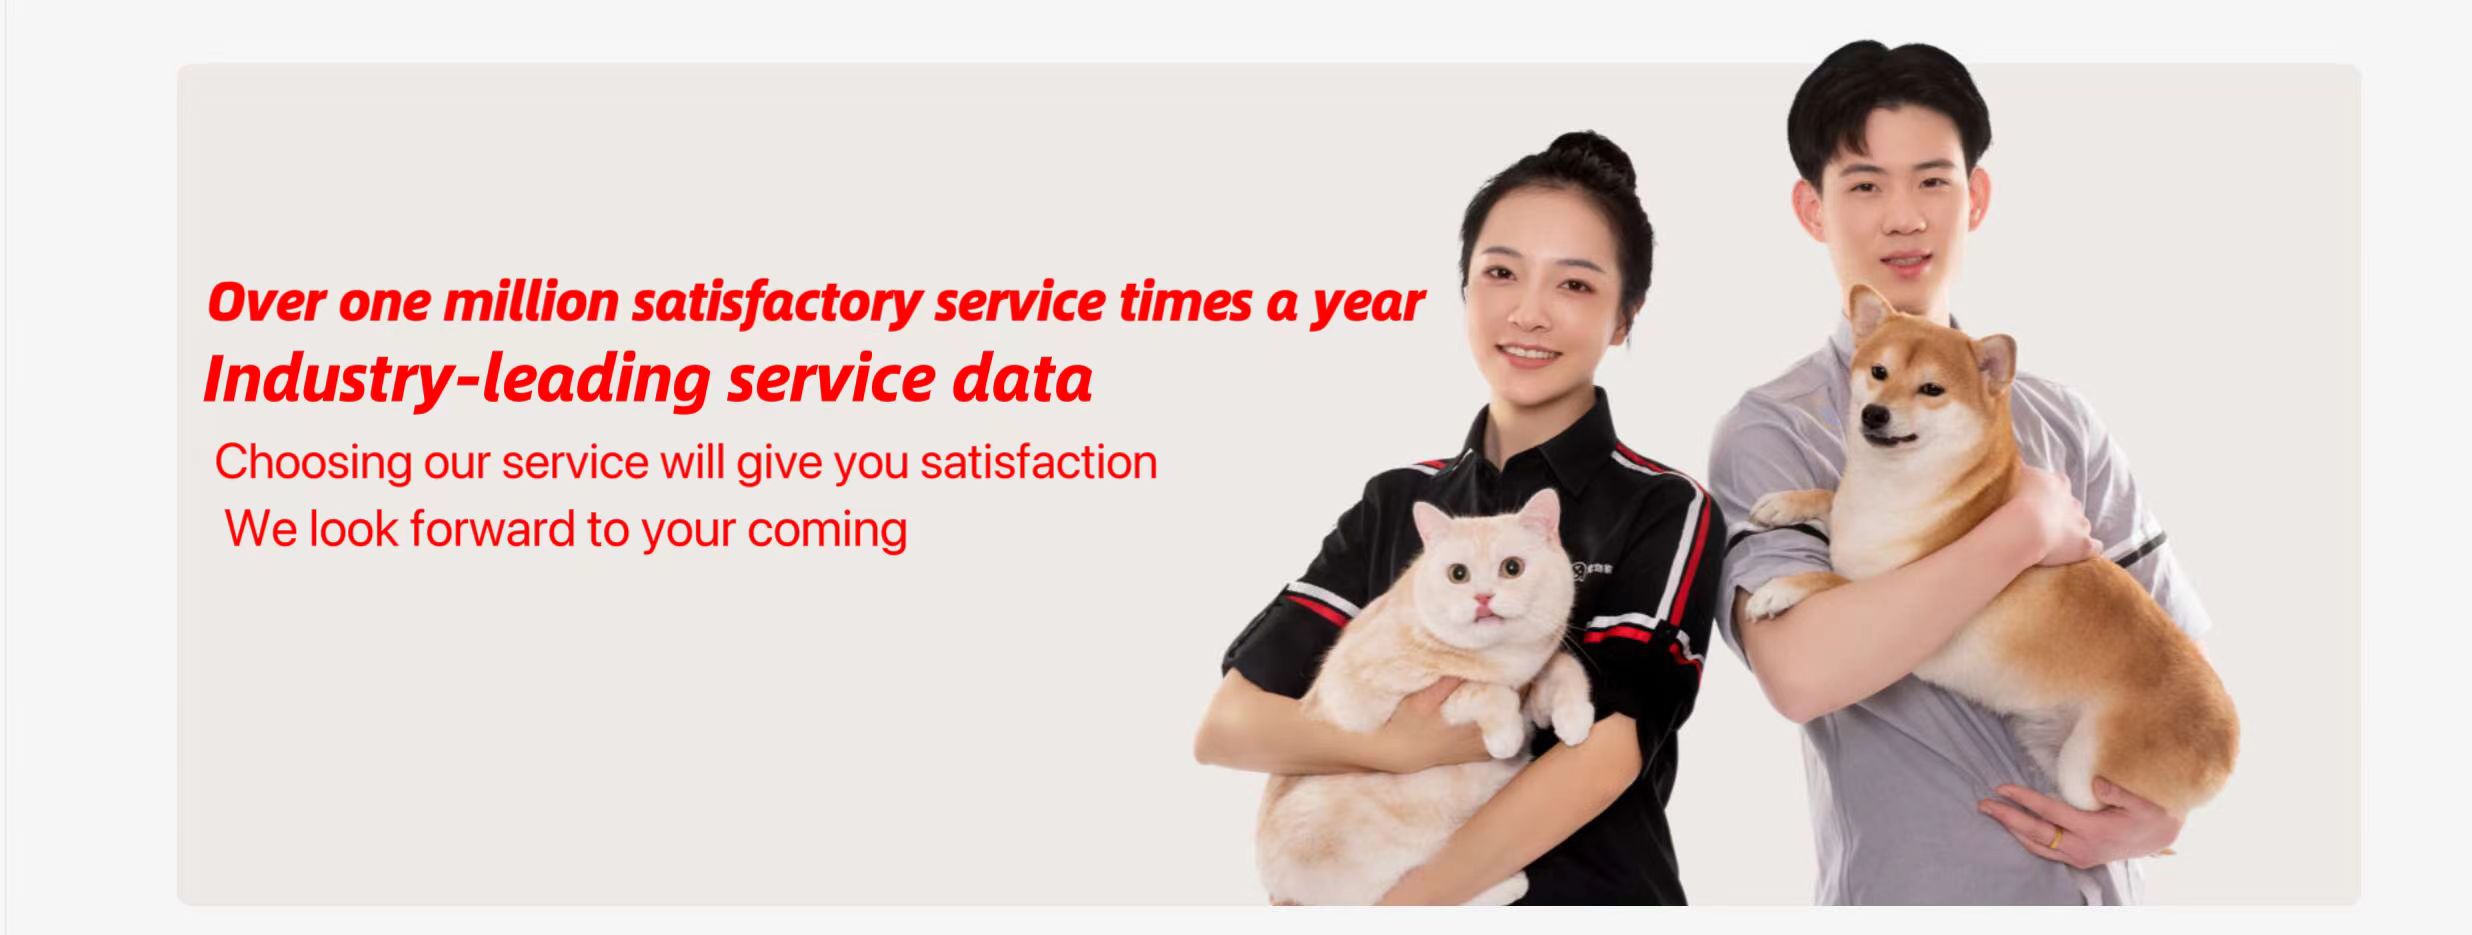 Over one million satisfactory service times a year
Industry-leading service data
Choosing our service will give you satisfaction
We look forward to your coming